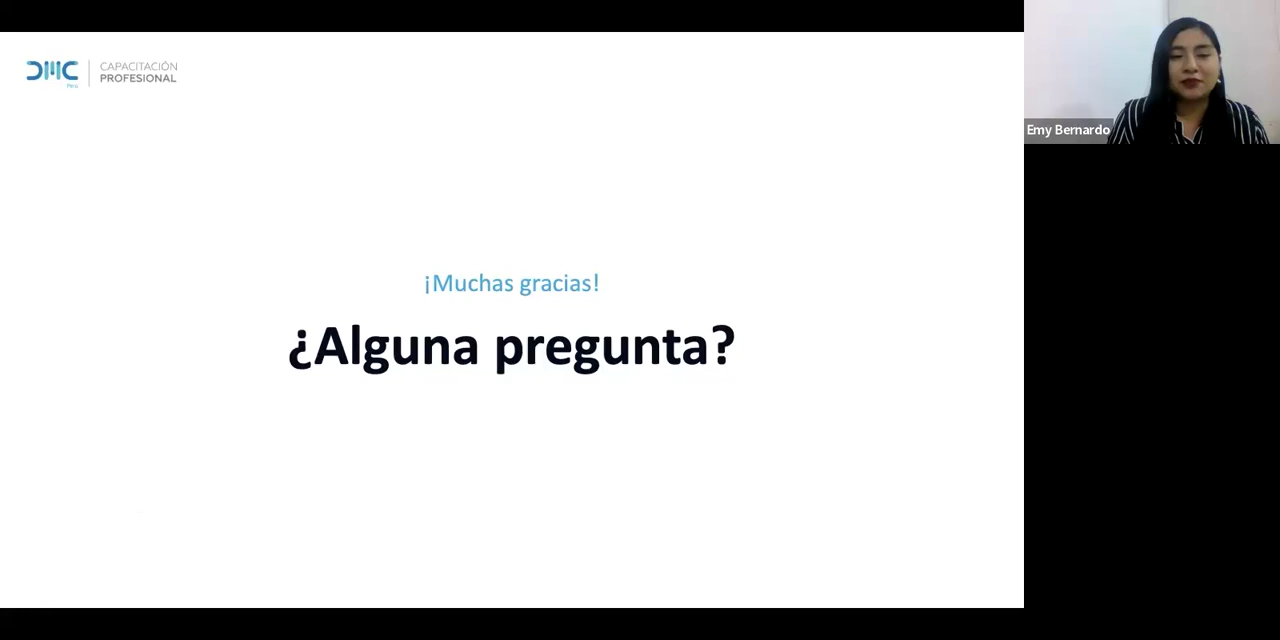 DMC
Perú
CAPACITACIÓN
PROFESIONAL
Emy Bernardo
¡Muchas gracias!
¿Alguna pregunta?